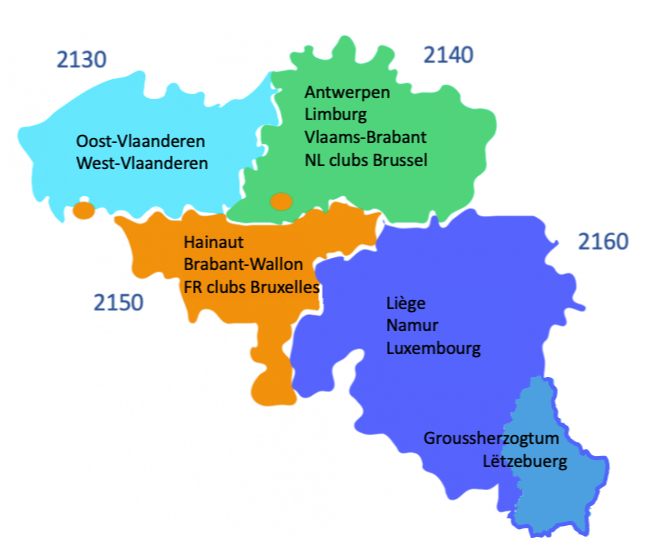 2130
2140
Oost-Vlaanderen
West-Vlaanderen
Antwerpen
Limburg
Vlaams-Brabant
NL clubs Brussel
2150
Hainaut
Brabant-Wallon
FR clubs Bruxelles
2160
Liège
Namur
Luxembourg
Groussherzogtum
Lëtzebuerg